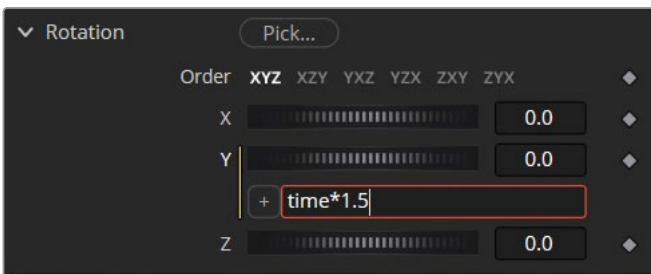 Rotation Pick...
Order XYZ XZY YXZ YZX ZXY ZYX
X 0.0
Y 0.0
+ time*1.5
Z 0.0